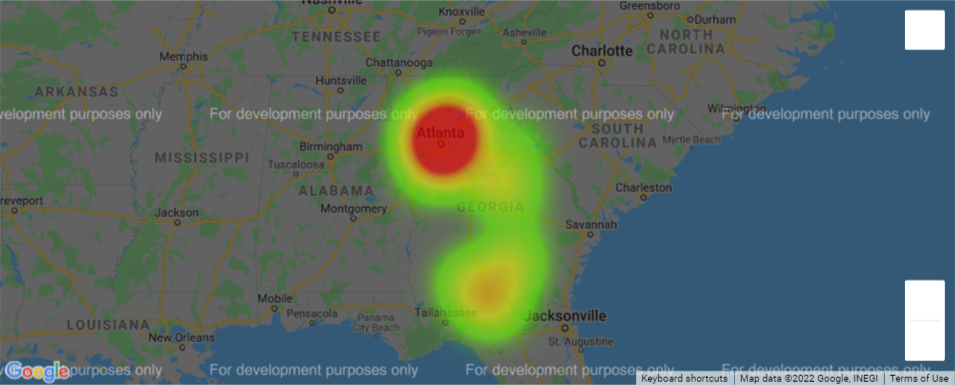 Nashville
Knoxville
Greensboro
Durham
Pigeon Forge
Asheville
NORTH
CAROLINA
TENNESSEE
Charlotte
Memphis
Chattanooga
Huntsville
ARKANSAS
velopment purposes only
For development purposes only
For development purposes only
For development purposes only
Wilmington
Atlanta
SOUTH
CAROLINA
Myrtle Beach
Birmingham
MISSISSIPPI
Tuscaloosa
ALABAMA
Charleston
reveport
Jackson
Montgomery
GEORGIA
Savannah
Mobile
Pensacola
Panama
City Beach
Tallahassee
Jacksonville
LOUISIANA
New Orleans
St. Augustine
Google
velopment purposes only
For development purposes only
For development purposes only
For development purposes only
Keyboard shortcuts
Map data ©2022 Google, INEGI
Terms of Use